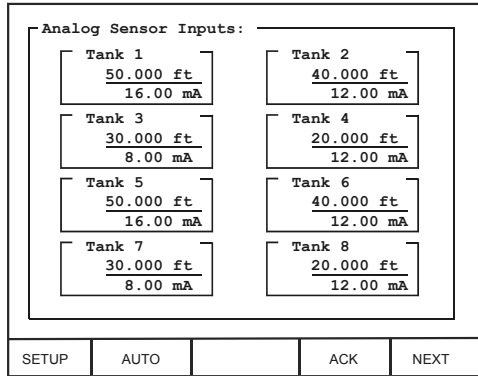 Analog Sensor Inputs:
Tank 1
50.000 ft
16.00 mA
Tank 2
40.000 ft
12.00 mA
Tank 3
30.000 ft
8.00 mA
Tank 4
20.000 ft
12.00 mA
Tank 5
50.000 ft
16.00 mA
Tank 6
40.000 ft
12.00 mA
Tank 7
30.000 ft
8.00 mA
Tank 8
20.000 ft
12.00 mA
SETUP AUTO ACK NEXT